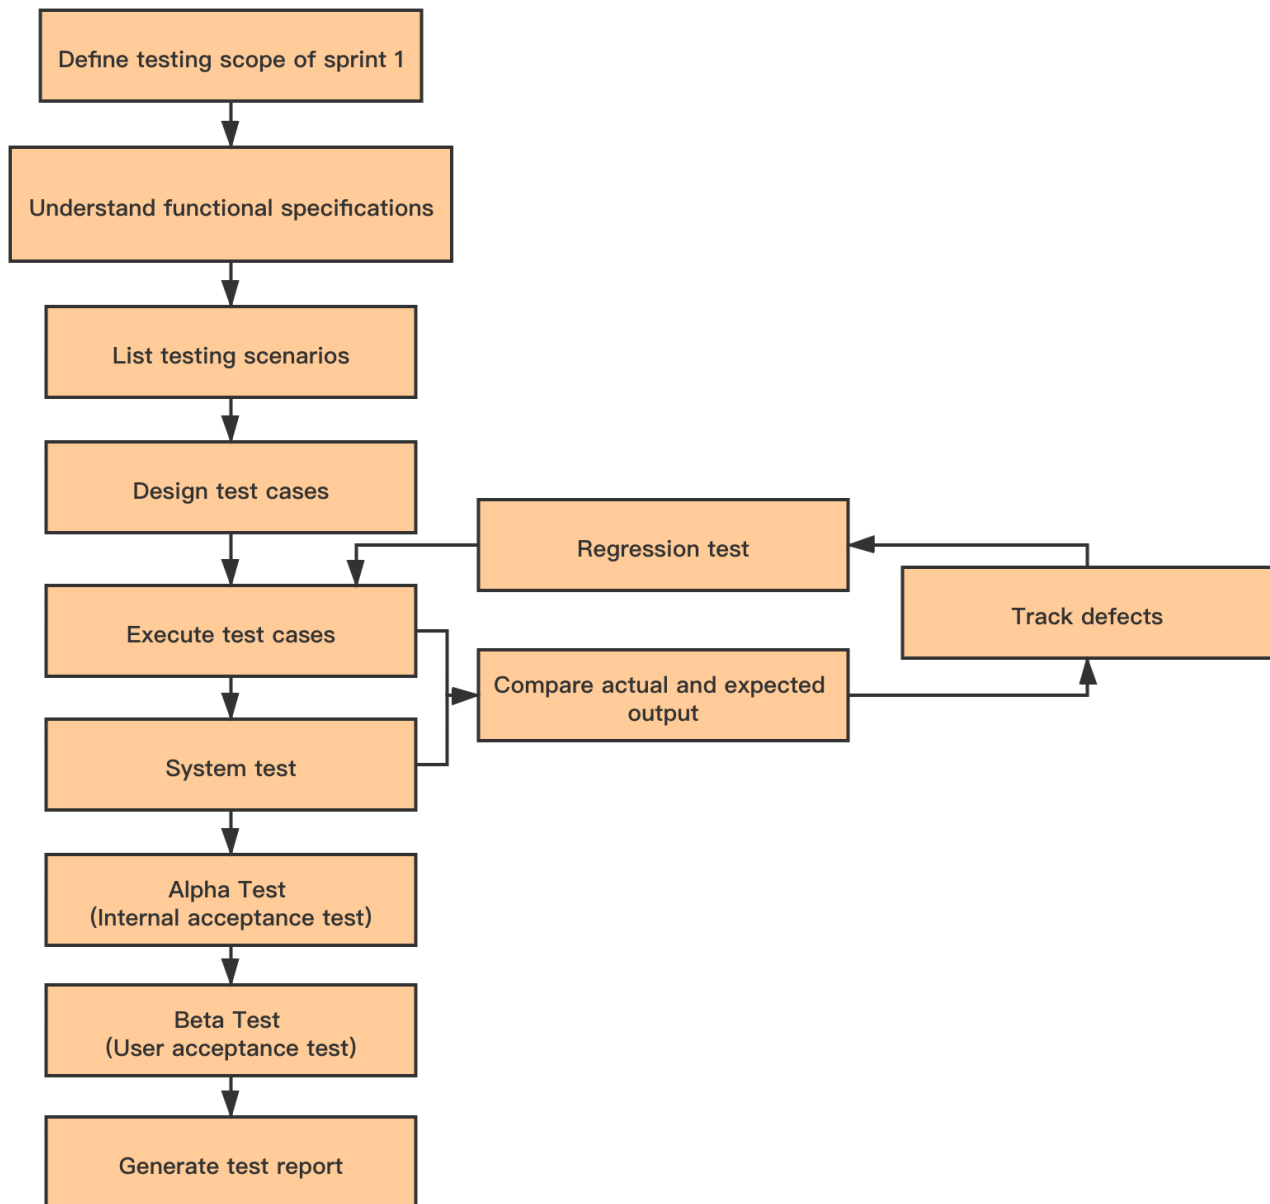 Define testing scope of sprint 1
Understand functional specifications
List testing scenarios
Design test cases
Regression test
Track defects
Execute test cases
Compare actual and expected
output
System test
Alpha Test
(Internal acceptance test)
Beta Test
(User acceptance test)
Generate test report